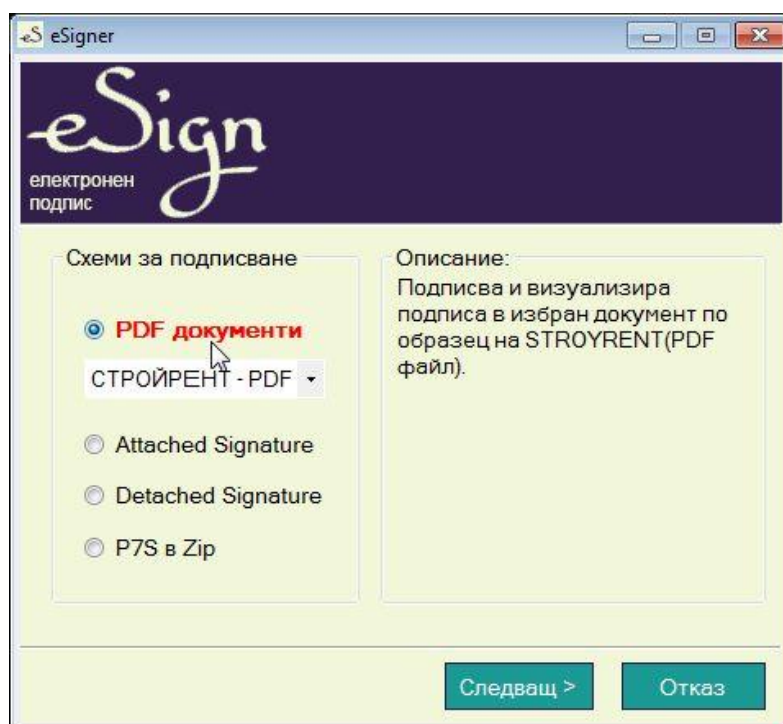 eS eSigner
eSign
електронен
подпис
Схеми за подписване
PDF документи
СТРОЙРЕНТ - PDF
Attached Signature
Detached Signature
P7S в Zip
Описание:
Подписва и визуализира
подписа в избран документ по
образец на STROYRENT(PDF
файл).
Следващ >
Отказ